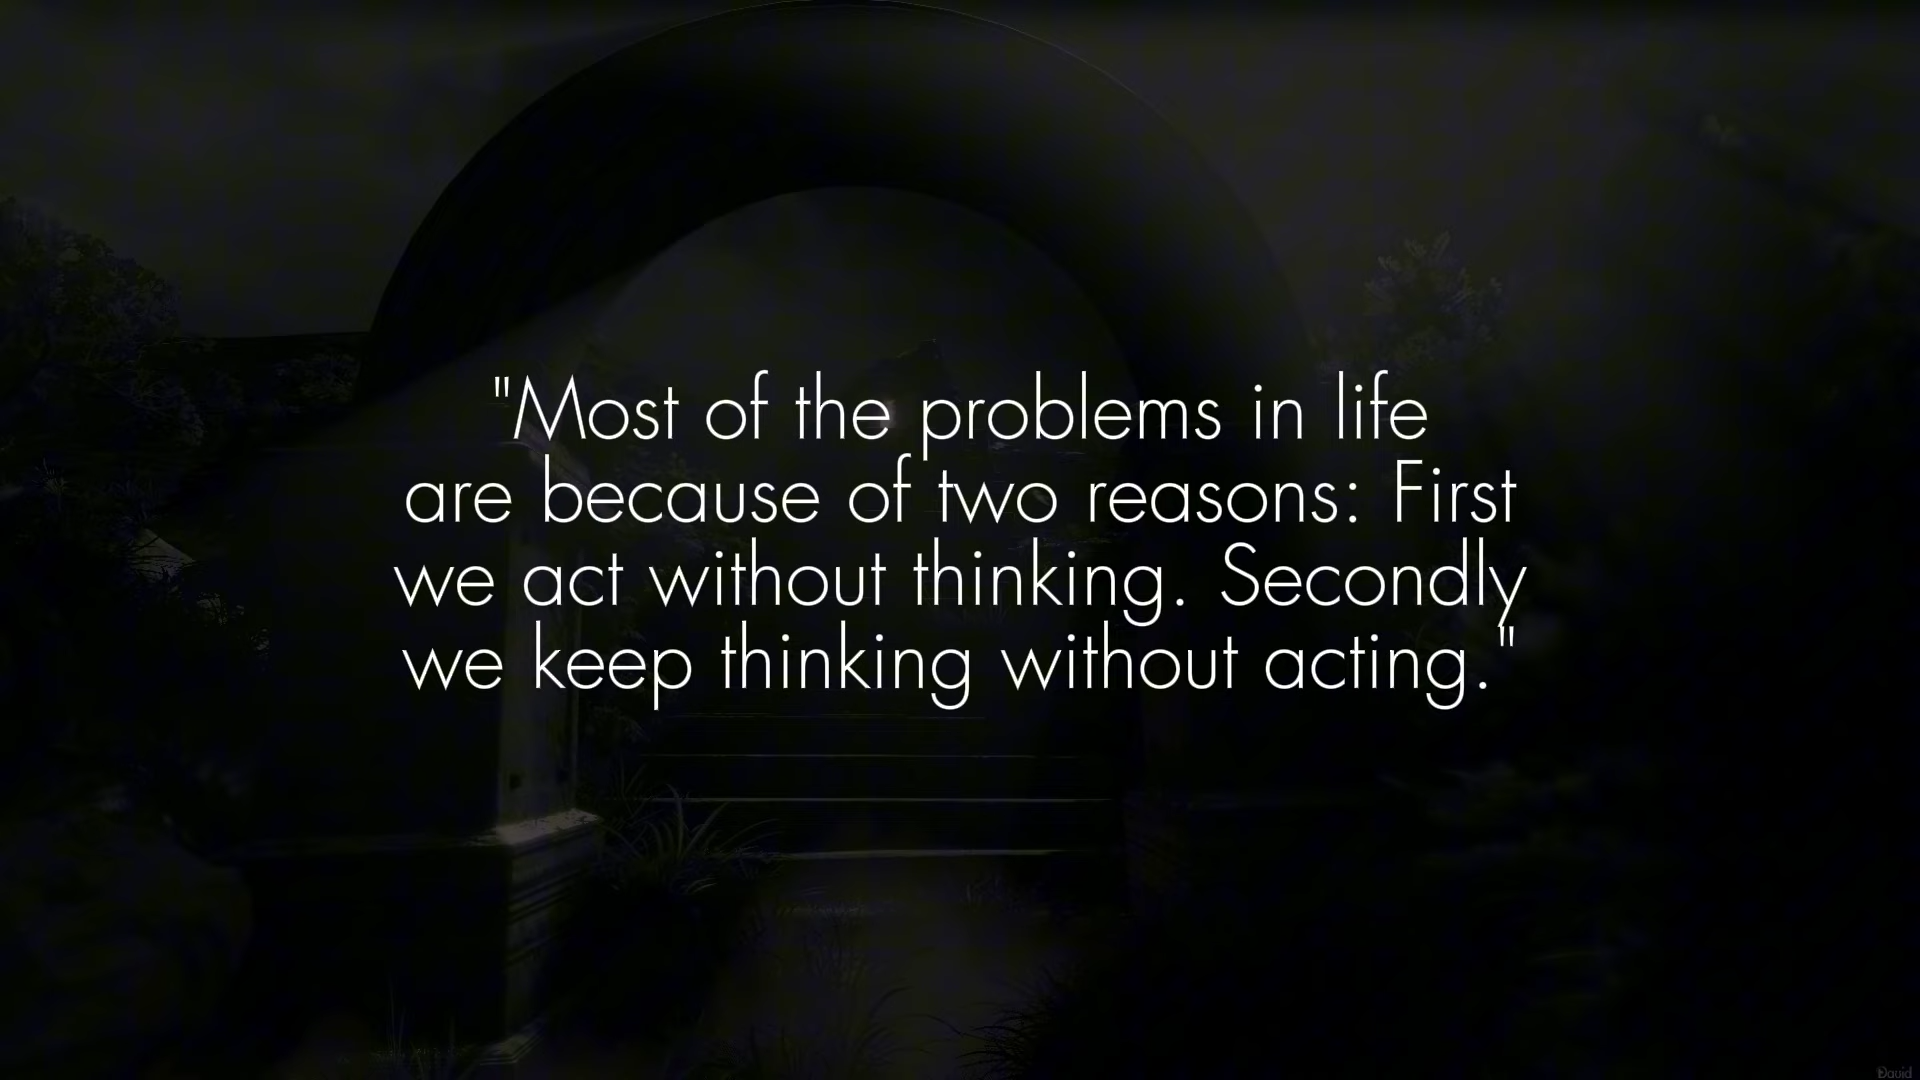 "Most of the problems in life
are because of two reasons: First
we act without thinking. Secondly
we keep thinking without acting."
David